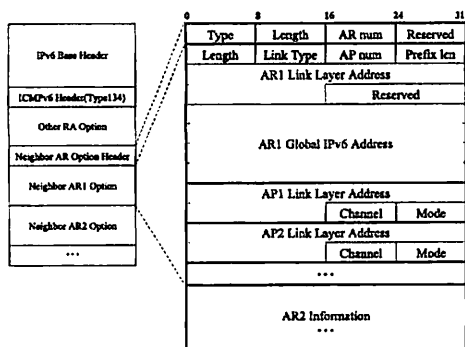 IPv6 Base Header
ICMPv6 Header(Type134)
Other RA Option
Neighbor AR Option Header
Neighbor AR1 Option
Neighbor AR2 Option
...
0 8 16 24 31
Type Length AR num Reserved
Length Link Type AP num Prefix len
AR1 Link Layer Address
Reserved
AR1 Global IPv6 Address
AP1 Link Layer Address
Channel Mode
AP2 Link Layer Address
Channel Mode
...
AR2 Information
...